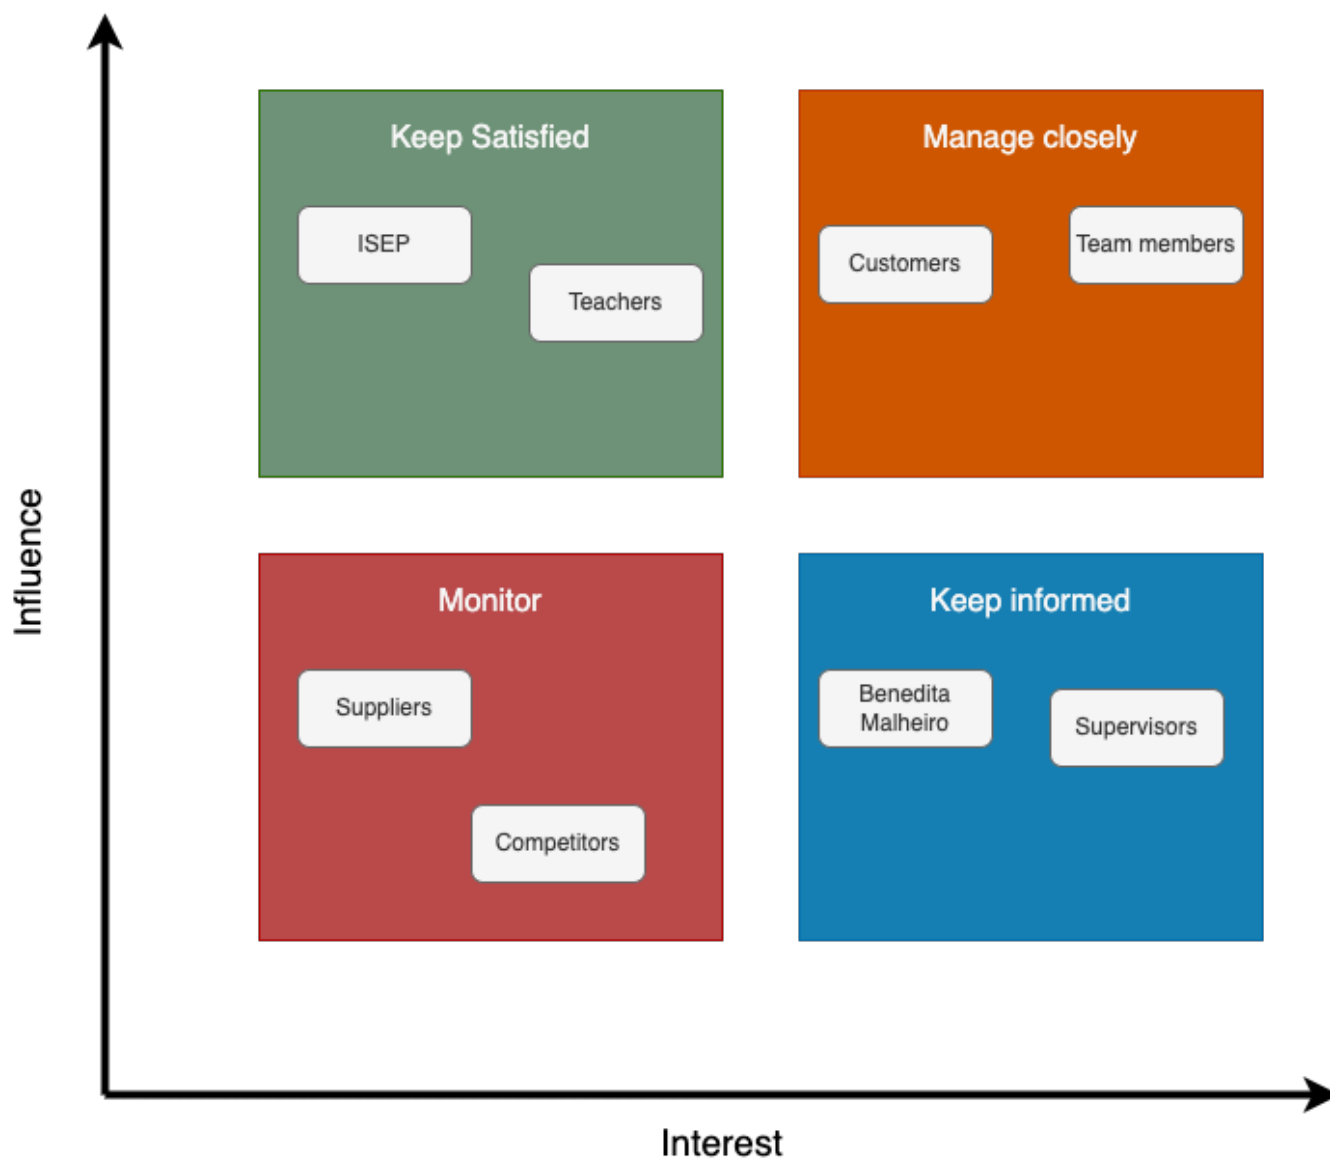 Influence
Keep Satisfied
ISEP
Teachers
Manage closely
Customers
Team members
Monitor
Suppliers
Competitors
Keep informed
Benedita
Malheiro
Supervisors
Interest